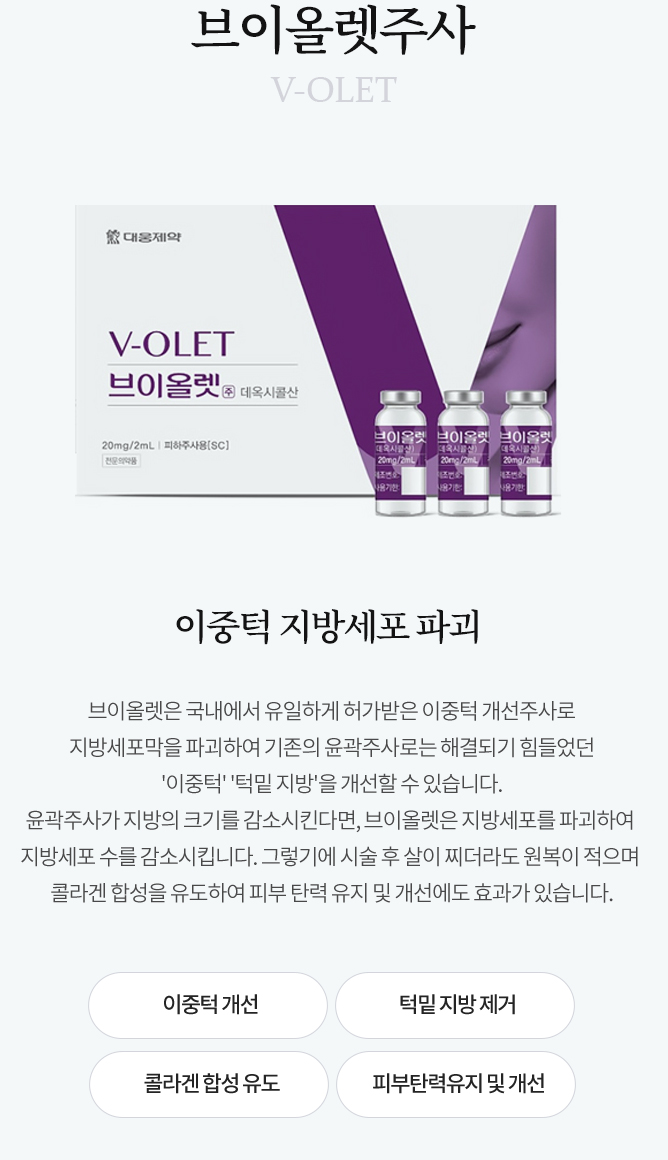 브이올렛주사
V-OLET
대웅제약
V-OLET
브이올렛주 데옥시콜산
20mg/2mL | 피하주사용[SC]
전문의약품
브이올렛 브이올렛 브이올렛
데옥시콜산) 데옥시콜산) 데옥시콜산)
20mg/2mL 20mg/2mL 20mg/2mL
제조번호: 제조번호: 제조번호:
사용기한: 사용기한: 사용기한:
이중턱 지방세포 파괴
브이올렛은 국내에서 유일하게 허가받은 이중턱 개선주사로
지방세포막을 파괴하여 기존의 윤곽주사로는 해결되기 힘들었던
'이중턱' '턱밑 지방'을 개선할 수 있습니다.
윤곽주사가 지방의 크기를 감소시킨다면, 브이올렛은 지방세포를 파괴하여
지방세포 수를 감소시킵니다. 그렇기에 시술 후 살이 찌더라도 원복이 적으며
콜라겐 합성을 유도하여 피부 탄력 유지 및 개선에도 효과가 있습니다.
이중턱 개선
턱밑 지방 제거
콜라겐 합성 유도
피부탄력유지 및 개선